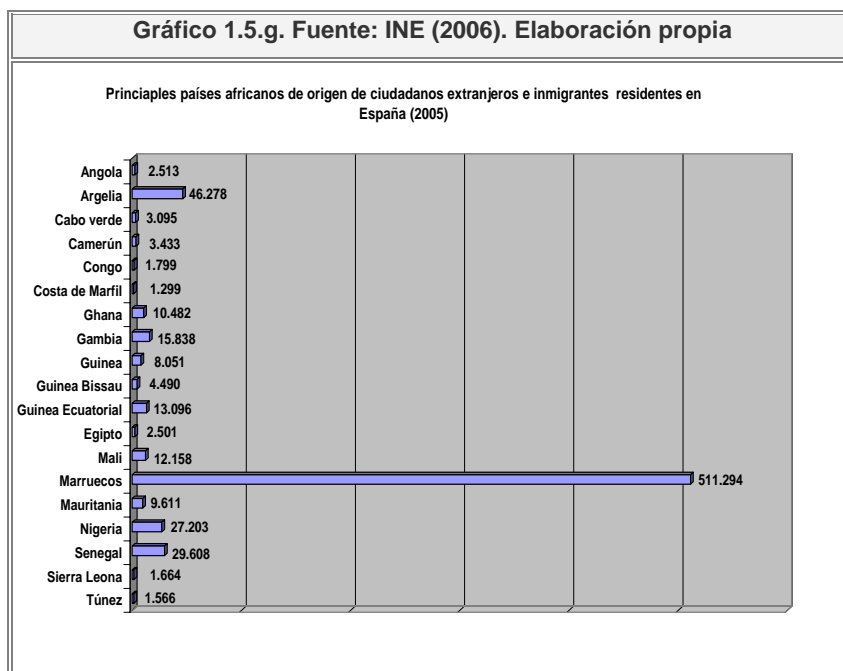 Gráfico 1.5.g. Fuente: INE (2006). Elaboración propia
Princiaples países africanos de origen de ciudadanos extranjeros e inmigrantes residentes en
España (2005)
Angola 2.513
Argelia 46.278
Cabo verde 3.095
Camerún 3.433
Congo 1.799
Costa de Marfil 1.299
Ghana 10.482
Gambia 15.838
Guinea 8.051
Guinea Bissau 4.490
Guinea Ecuatorial 13.096
Egipto 2.501
Mali 12.158
Marruecos 511.294
Mauritania 9.611
Nigeria 27.203
Senegal 29.608
Sierra Leona 1.664
Túnez 1.566